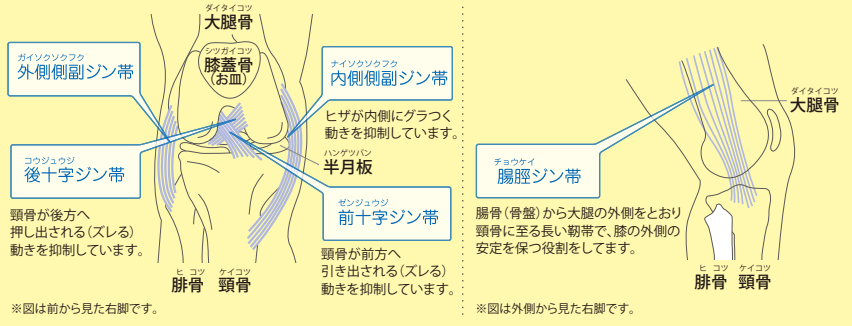 ダイタイコツ
大腿骨
シツガイコツ
膝蓋骨
(お皿)
ガイソクソクフク
外側側副ジン帯
ナイソクソクフク
内側側副ジン帯
ヒザが内側にグラつく
動きを抑制しています。
ハンゲツバン
半月板
コウジュウジ
後十字ジン帯
頸骨が後方へ
押し出される(ズレる)
動きを抑制しています。
ゼンジュウジ
前十字ジン帯
頸骨が前方へ
引き出される(ズレる)
動きを抑制しています。
ヒ コツ ケイコツ
腓骨 頸骨
※図は前から見た右脚です。
ダイタイコツ
大腿骨
チョウケイ
腸脛ジン帯
腸骨(骨盤)から大腿の外側をとおり
頸骨に至る長い靭帯で、膝の外側の
安定を保つ役割をしてます。
ヒ コツ ケイコツ
腓骨 頸骨
※図は外側から見た右脚です。